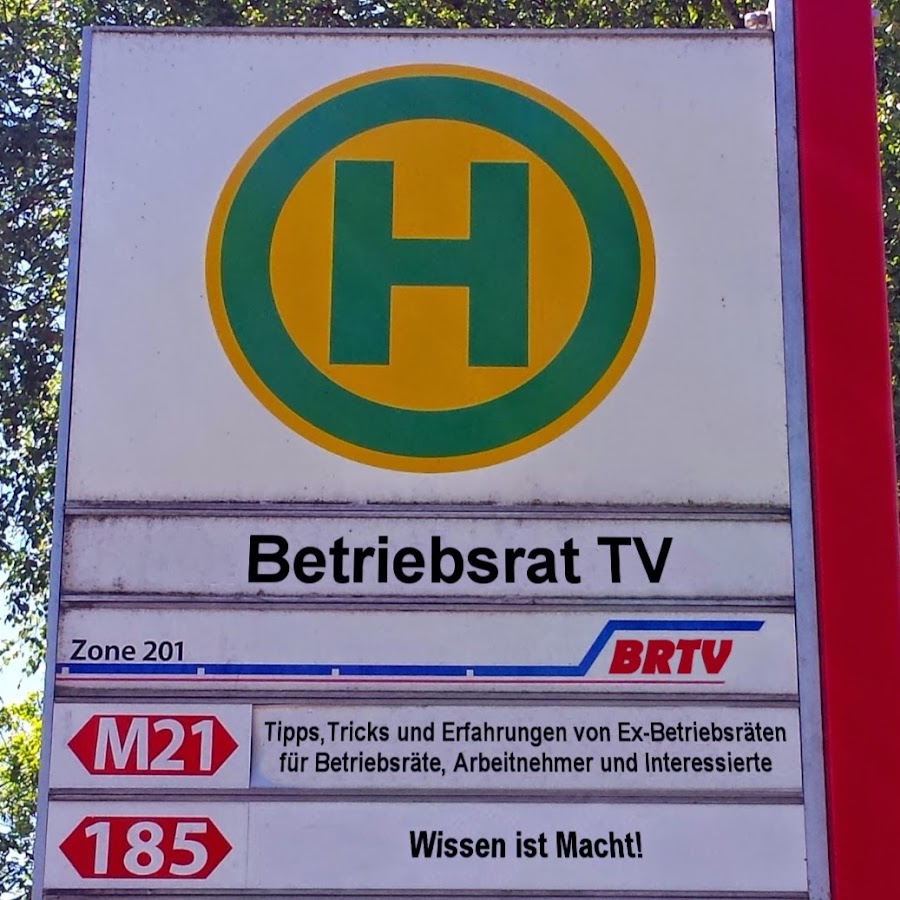 H
Betriebsrat TV
Zone 201
BRTV
M21
Tipps,Tricks und Erfahrungen von Ex-Betriebsräten
für Betriebsräte, Arbeitnehmer und Interessierte
185
Wissen ist Macht!